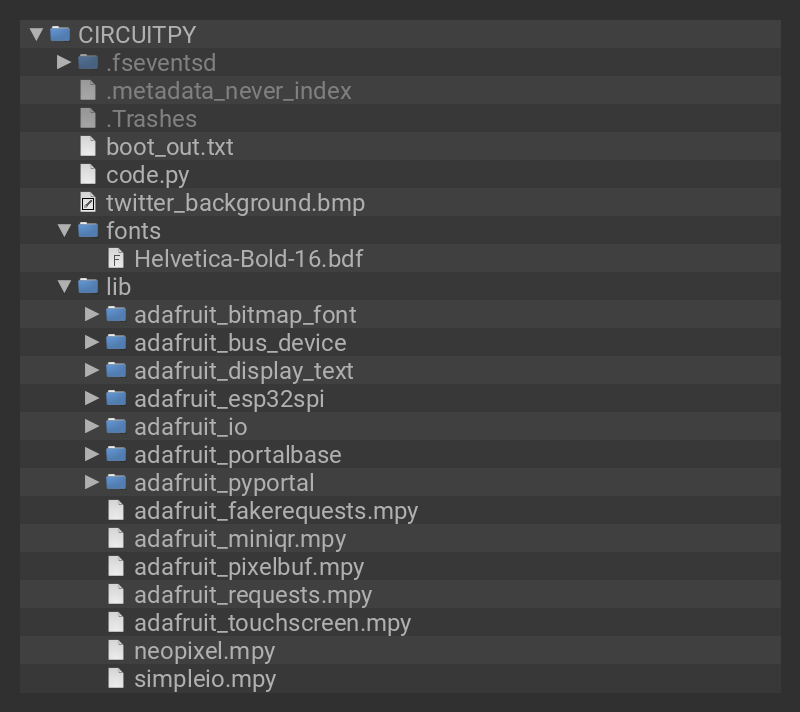 CIRCUITPY
.fseventsd
.metadata_never_index
.Trashes
boot_out.txt
code.py
twitter_background.bmp
fonts
Helvetica-Bold-16.bdf
lib
adafruit_bitmap_font
adafruit_bus_device
adafruit_display_text
adafruit_esp32spi
adafruit_io
adafruit_portalbase
adafruit_pyportal
adafruit_fakerequests.mpy
adafruit_miniqr.mpy
adafruit_pixelbuf.mpy
adafruit_requests.mpy
adafruit_touchscreen.mpy
neopixel.mpy
simpleio.mpy